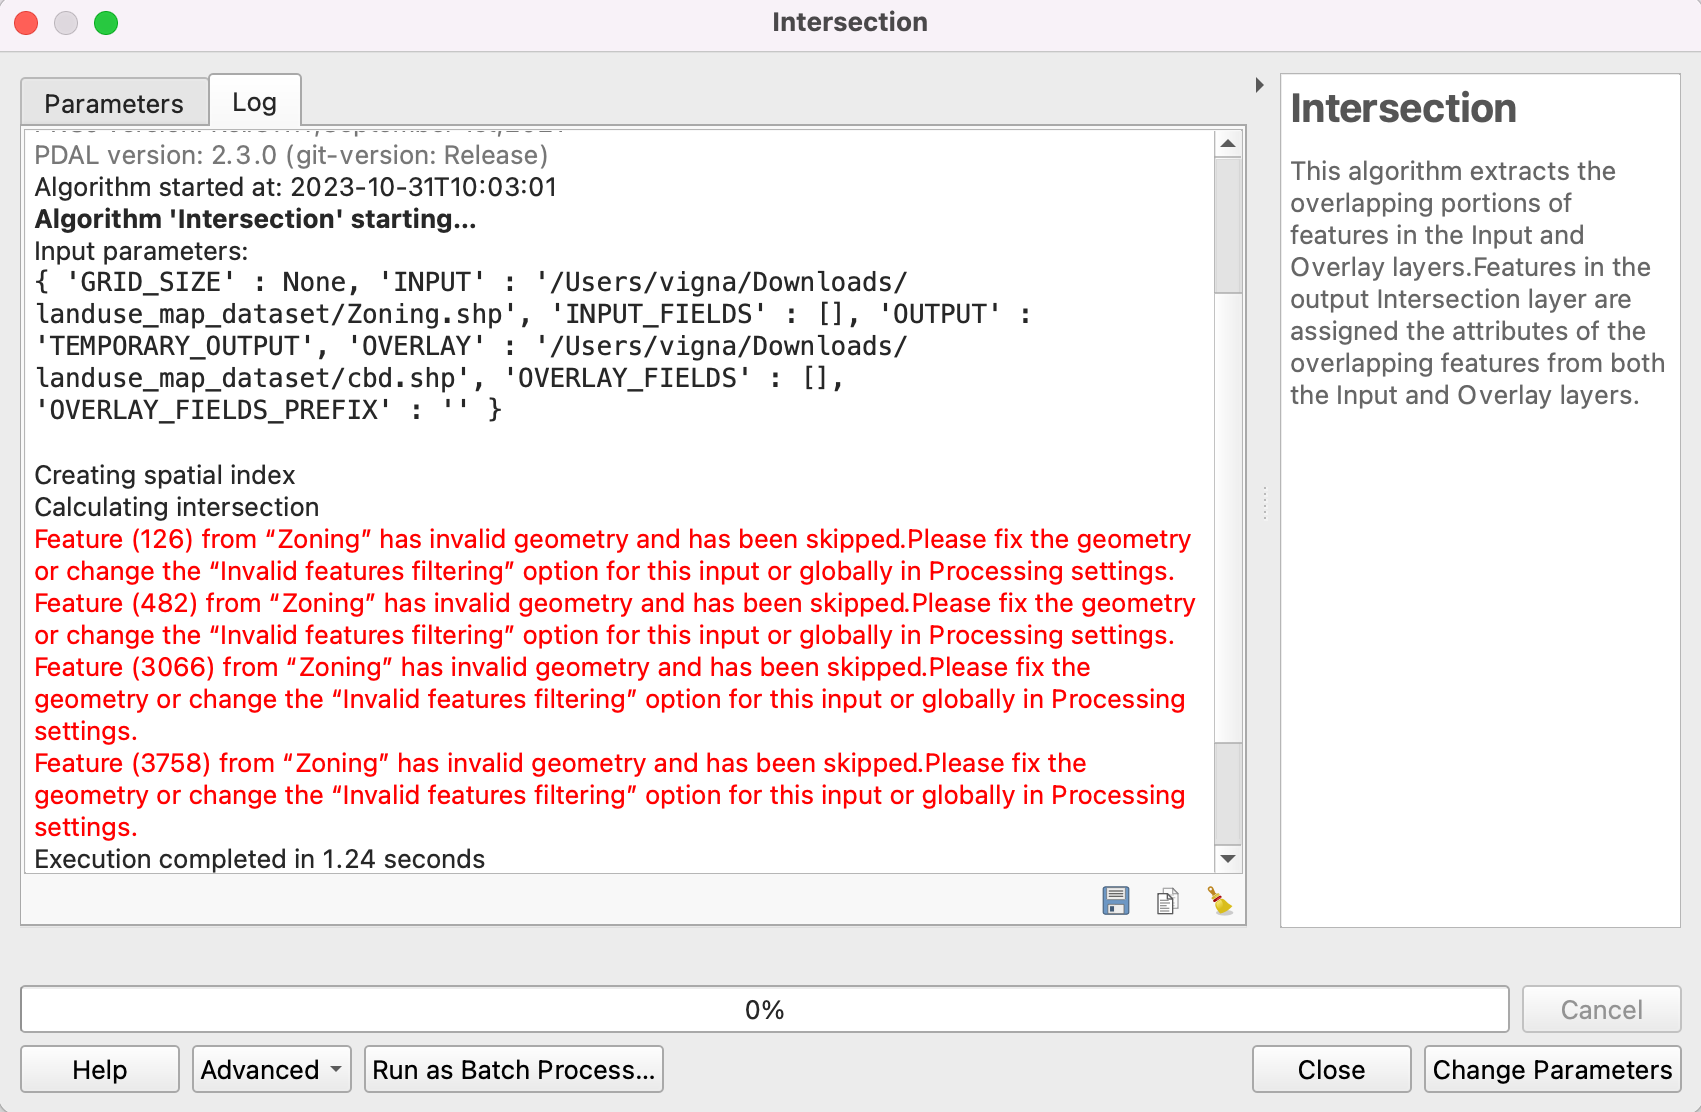 Intersection
Parameters
Log
PDAL version: 2.3.0 (git-version: Release)
Algorithm started at: 2023-10-31T10:03:01
Algorithm 'Intersection' starting...
Input parameters:
{ 'GRID_SIZE' : None, 'INPUT' : '/Users/vigna/Downloads/
landuse_map_dataset/Zoning.shp', 'INPUT_FIELDS' : [], 'OUTPUT' :
'TEMPORARY_OUTPUT', 'OVERLAY' : '/Users/vigna/Downloads/
landuse_map_dataset/cbd.shp', 'OVERLAY_FIELDS' : [],
'OVERLAY_FIELDS_PREFIX' : '' }
Creating spatial index
Calculating intersection
Feature (126) from “Zoning” has invalid geometry and has been skipped.Please fix the geometry
or change the “Invalid features filtering” option for this input or globally in Processing settings.
Feature (482) from “Zoning” has invalid geometry and has been skipped.Please fix the geometry
or change the “Invalid features filtering” option for this input or globally in Processing settings.
Feature (3066) from “Zoning” has invalid geometry and has been skipped.Please fix the
geometry or change the “Invalid features filtering” option for this input or globally in Processing
settings.
Feature (3758) from “Zoning” has invalid geometry and has been skipped.Please fix the
geometry or change the “Invalid features filtering” option for this input or globally in Processing
settings.
Execution completed in 1.24 seconds
Intersection
This algorithm extracts the
overlapping portions of
features in the Input and
Overlay layers.Features in the
output Intersection layer are
assigned the attributes of the
overlapping features from both
the Input and Overlay layers.
0%
Cancel
Help
Advanced
Run as Batch Process...
Close
Change Parameters